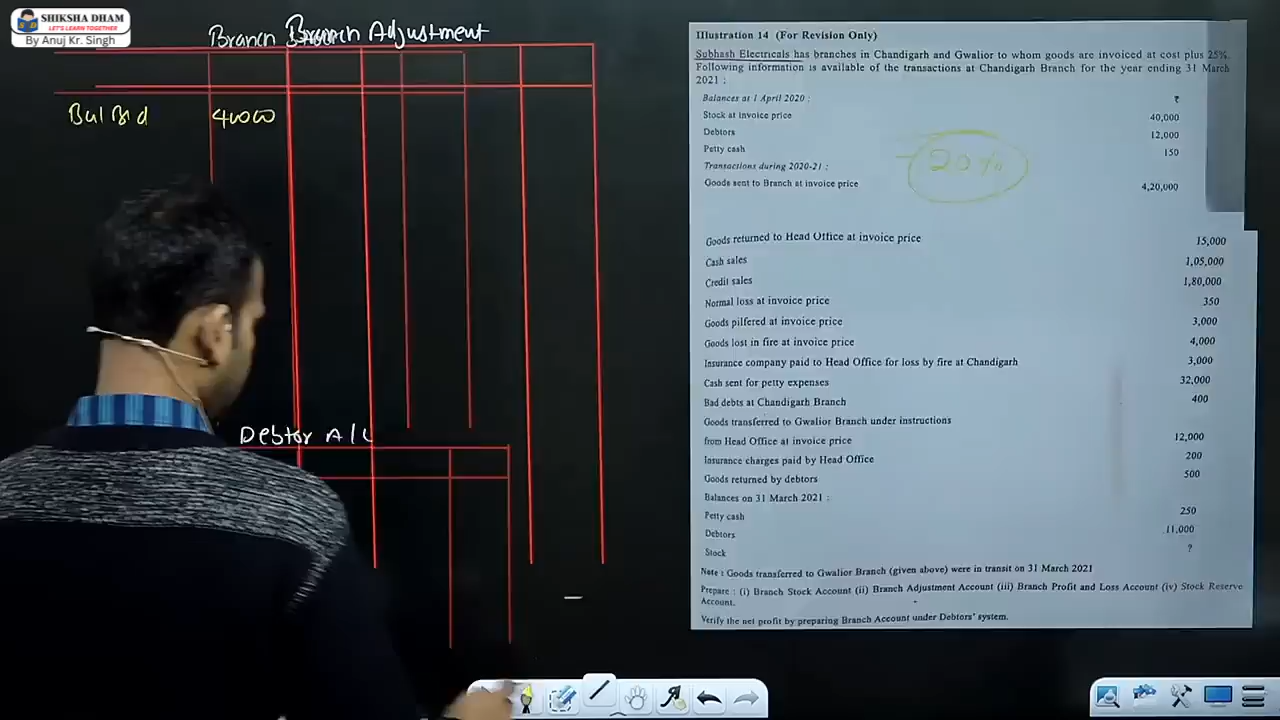 SHIKSHA DHAM
LET'S LEARN TOGETHER
By Anuj Kr. Singh
Branch
Branch Adjustment
Bal Bd 40000
Debtor A/c
20%
Illustration 14 (For Revision Only)
Subhash Electricals has branches in Chandigarh and Gwalior to whom goods are invoiced at cost plus 25%.
Following information is available of the transactions at Chandigarh Branch for the year ending 31 March
2021 :
Balances at 1 April 2020 : ₹
Stock at invoice price 40,000
Debtors 12,000
Petty cash 150
Transactions during 2020-21 :
Goods sent to Branch at invoice price 4,20,000
Goods returned to Head Office at invoice price 15,000
Cash sales 1,05,000
Credit sales 1,80,000
Normal loss at invoice price 350
Goods pilfered at invoice price 3,000
Goods lost in fire at invoice price 4,000
Insurance company paid to Head Office for loss by fire at Chandigarh 3,000
Cash sent for petty expenses 32,000
Bad debts at Chandigarh Branch 400
Goods transferred to Gwalior Branch under instructions
from Head Office at invoice price 12,000
Insurance charges paid by Head Office 200
Goods returned by debtors 500
Balances on 31 March 2021 :
Petty cash 250
Debtors 11,000
Stock ?
Note : Goods transferred to Gwalior Branch (given above) were in transit on 31 March 2021
Prepare : (i) Branch Stock Account (ii) Branch Adjustment Account (iii) Branch Profit and Loss Account (iv) Stock Reserve
Account.
Verify the net profit by preparing Branch Account under Debtors' system.